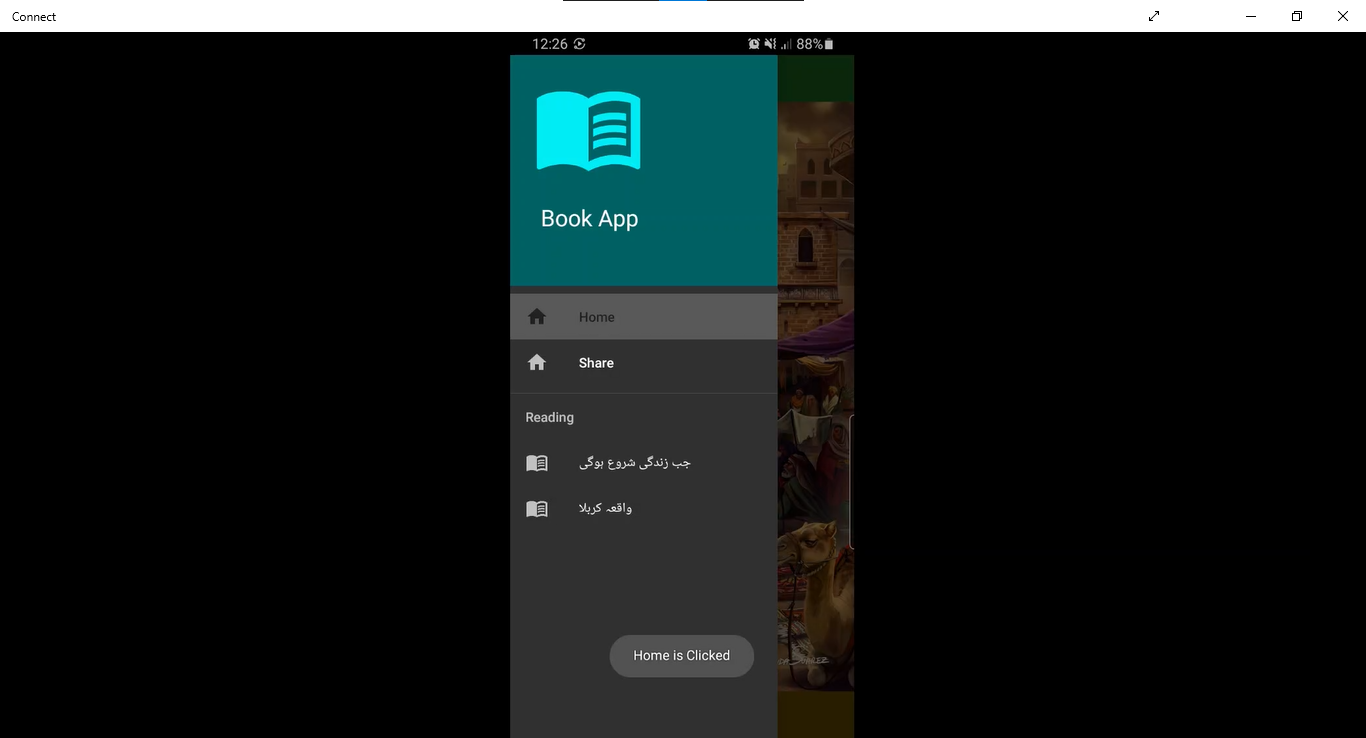 Connect
12:26
88%
Book App
Home
Share
Reading
جب زندگی شروع ہوگی
واقعہ کربلا
Home is Clicked